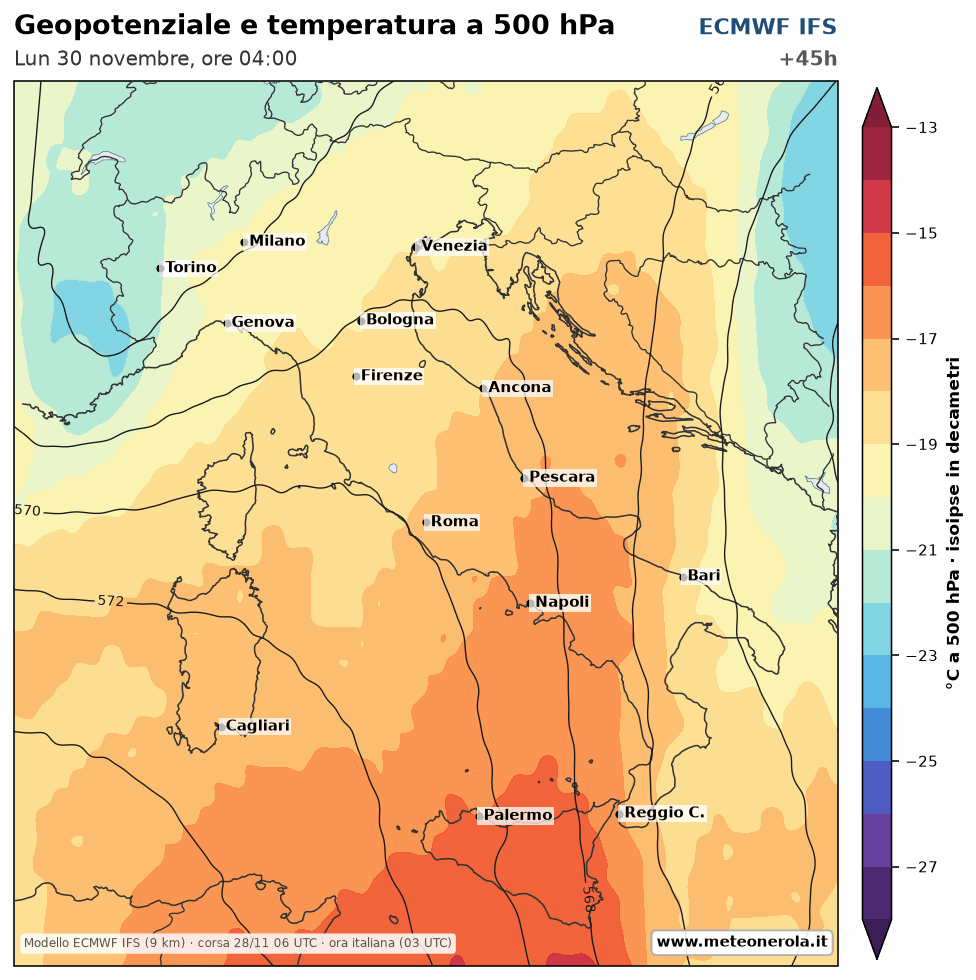 Geopotenziale e temperatura a 500 hPa
ECMWF IFS
Lun 30 novembre, ore 04:00
+45h
Milano
Venezia
Torino
Genova
Bologna
Firenze
Ancona
Pescara
570
Roma
Bari
572
Napoli
Cagliari
Palermo
Reggio C.
568
Modello ECMWF IFS (9 km) · corsa 28/11 06 UTC · ora italiana (03 UTC)
www.meteonerola.it
−13
−15
−17
−19
−21
−23
−25
−27
°C a 500 hPa · isoipse in decametri